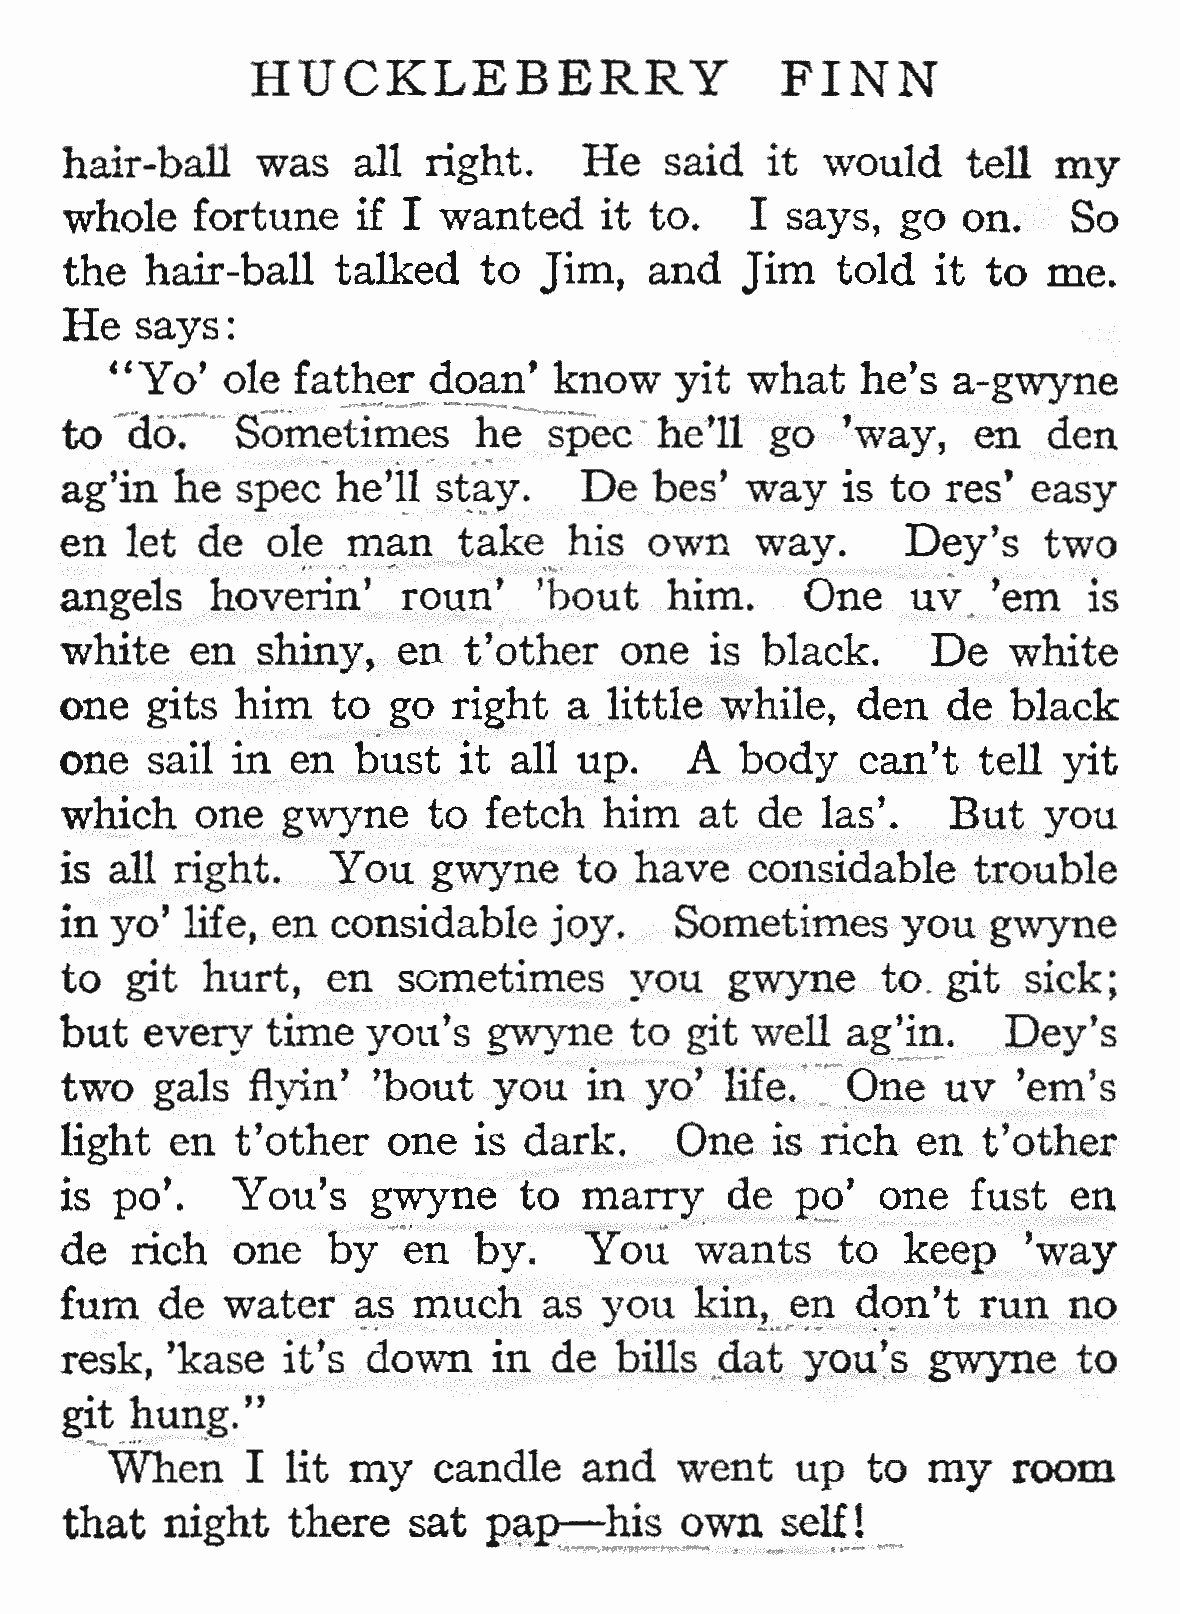 HUCKLEBERRY FINN
hair-ball was all right. He said it would tell my
whole fortune if I wanted it to. I says, go on. So
the hair-ball talked to Jim, and Jim told it to me.
He says:
“Yo’ ole father doan’ know yit what he’s a-gwyne
to do. Sometimes he spec he’ll go ’way, en den
ag’in he spec he’ll stay. De bes’ way is to res’ easy
en let de ole man take his own way. Dey’s two
angels hoverin’ roun’ ’bout him. One uv ’em is
white en shiny, en t’other one is black. De white
one gits him to go right a little while, den de black
one sail in en bust it all up. A body can’t tell yit
which one gwyne to fetch him at de las’. But you
is all right. You gwyne to have considable trouble
in yo’ life, en considable joy. Sometimes you gwyne
to git hurt, en sometimes you gwyne to git sick;
but every time you’s gwyne to git well ag’in. Dey’s
two gals flyin’ ’bout you in yo’ life. One uv ’em’s
light en t’other one is dark. One is rich en t’other
is po’. You’s gwyne to marry de po’ one fust en
de rich one by en by. You wants to keep ’way
fum de water as much as you kin, en don’t run no
resk, ’kase it’s down in de bills dat you’s gwyne to
git hung.”
When I lit my candle and went up to my room
that night there sat pap—his own self!